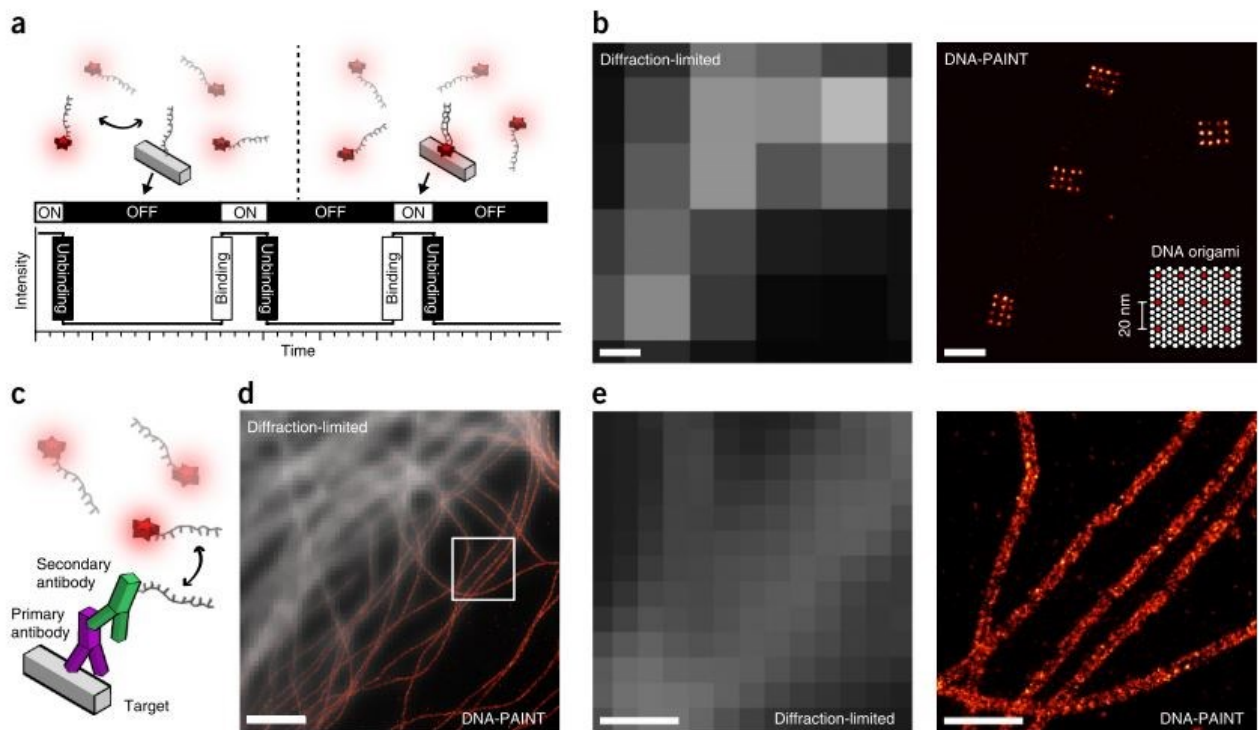 a
ON
OFF
ON
OFF
ON
OFF
Intensity
Unbinding
Binding
Unbinding
Binding
Unbinding
Time
b
Diffraction-limited
DNA-PAINT
DNA origami
20 nm
c
Secondary
antibody
Primary
antibody
Target
d
Diffraction-limited
DNA-PAINT
e
Diffraction-limited
DNA-PAINT